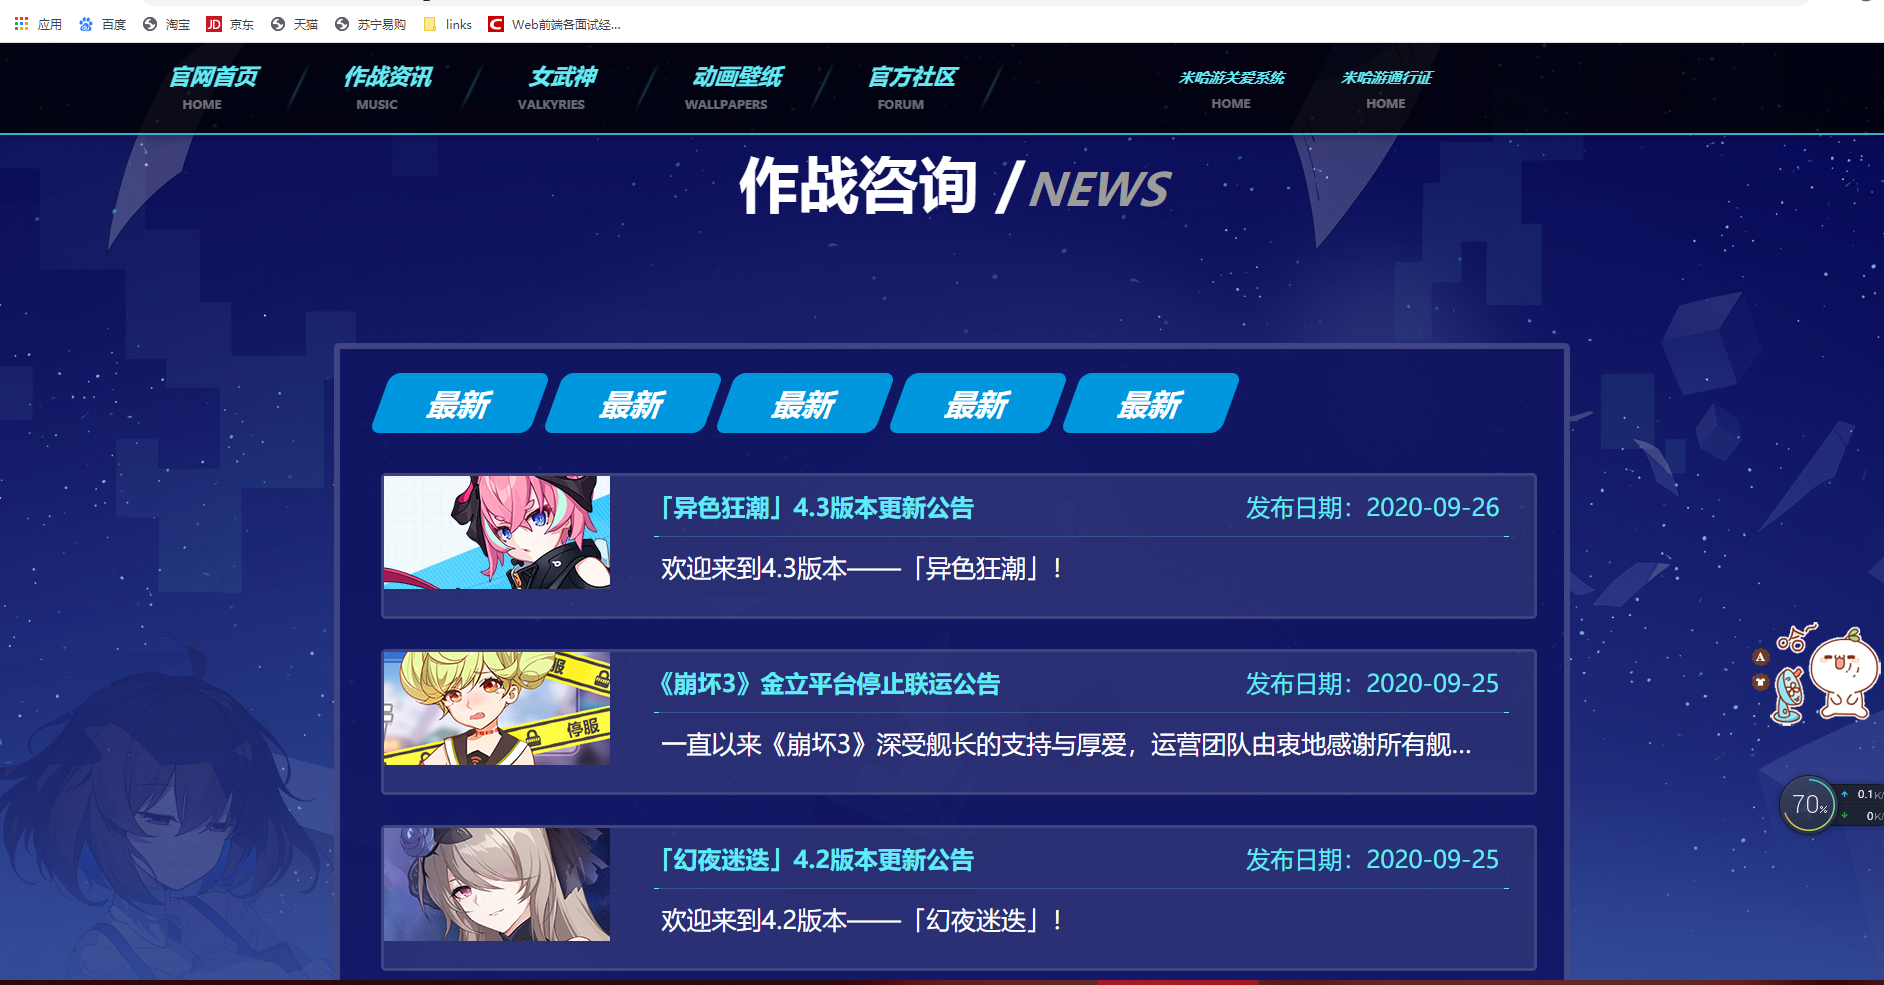 应用 百度 淘宝 JD 京东 天猫 苏宁易购 links C Web前端各面试经...
官网首页 作战资讯 女武神 动画壁纸 官方社区 米哈游关爱系统 米哈游通行证
HOME MUSIC VALKYRIES WALLPAPERS FORUM HOME HOME
作战咨询 / NEWS
最新 最新 最新 最新 最新
「异色狂潮」4.3版本更新公告 发布日期：2020-09-26
欢迎来到4.3版本——「异色狂潮」!
《崩坏3》金立平台停止联运公告 发布日期：2020-09-25
停服
一直以来《崩坏3》深受舰长的支持与厚爱，运营团队由衷地感谢所有舰...
「幻夜迷迭」4.2版本更新公告 发布日期：2020-09-25
欢迎来到4.2版本——「幻夜迷迭」!
哈
A
70%
0.1K/
0K/